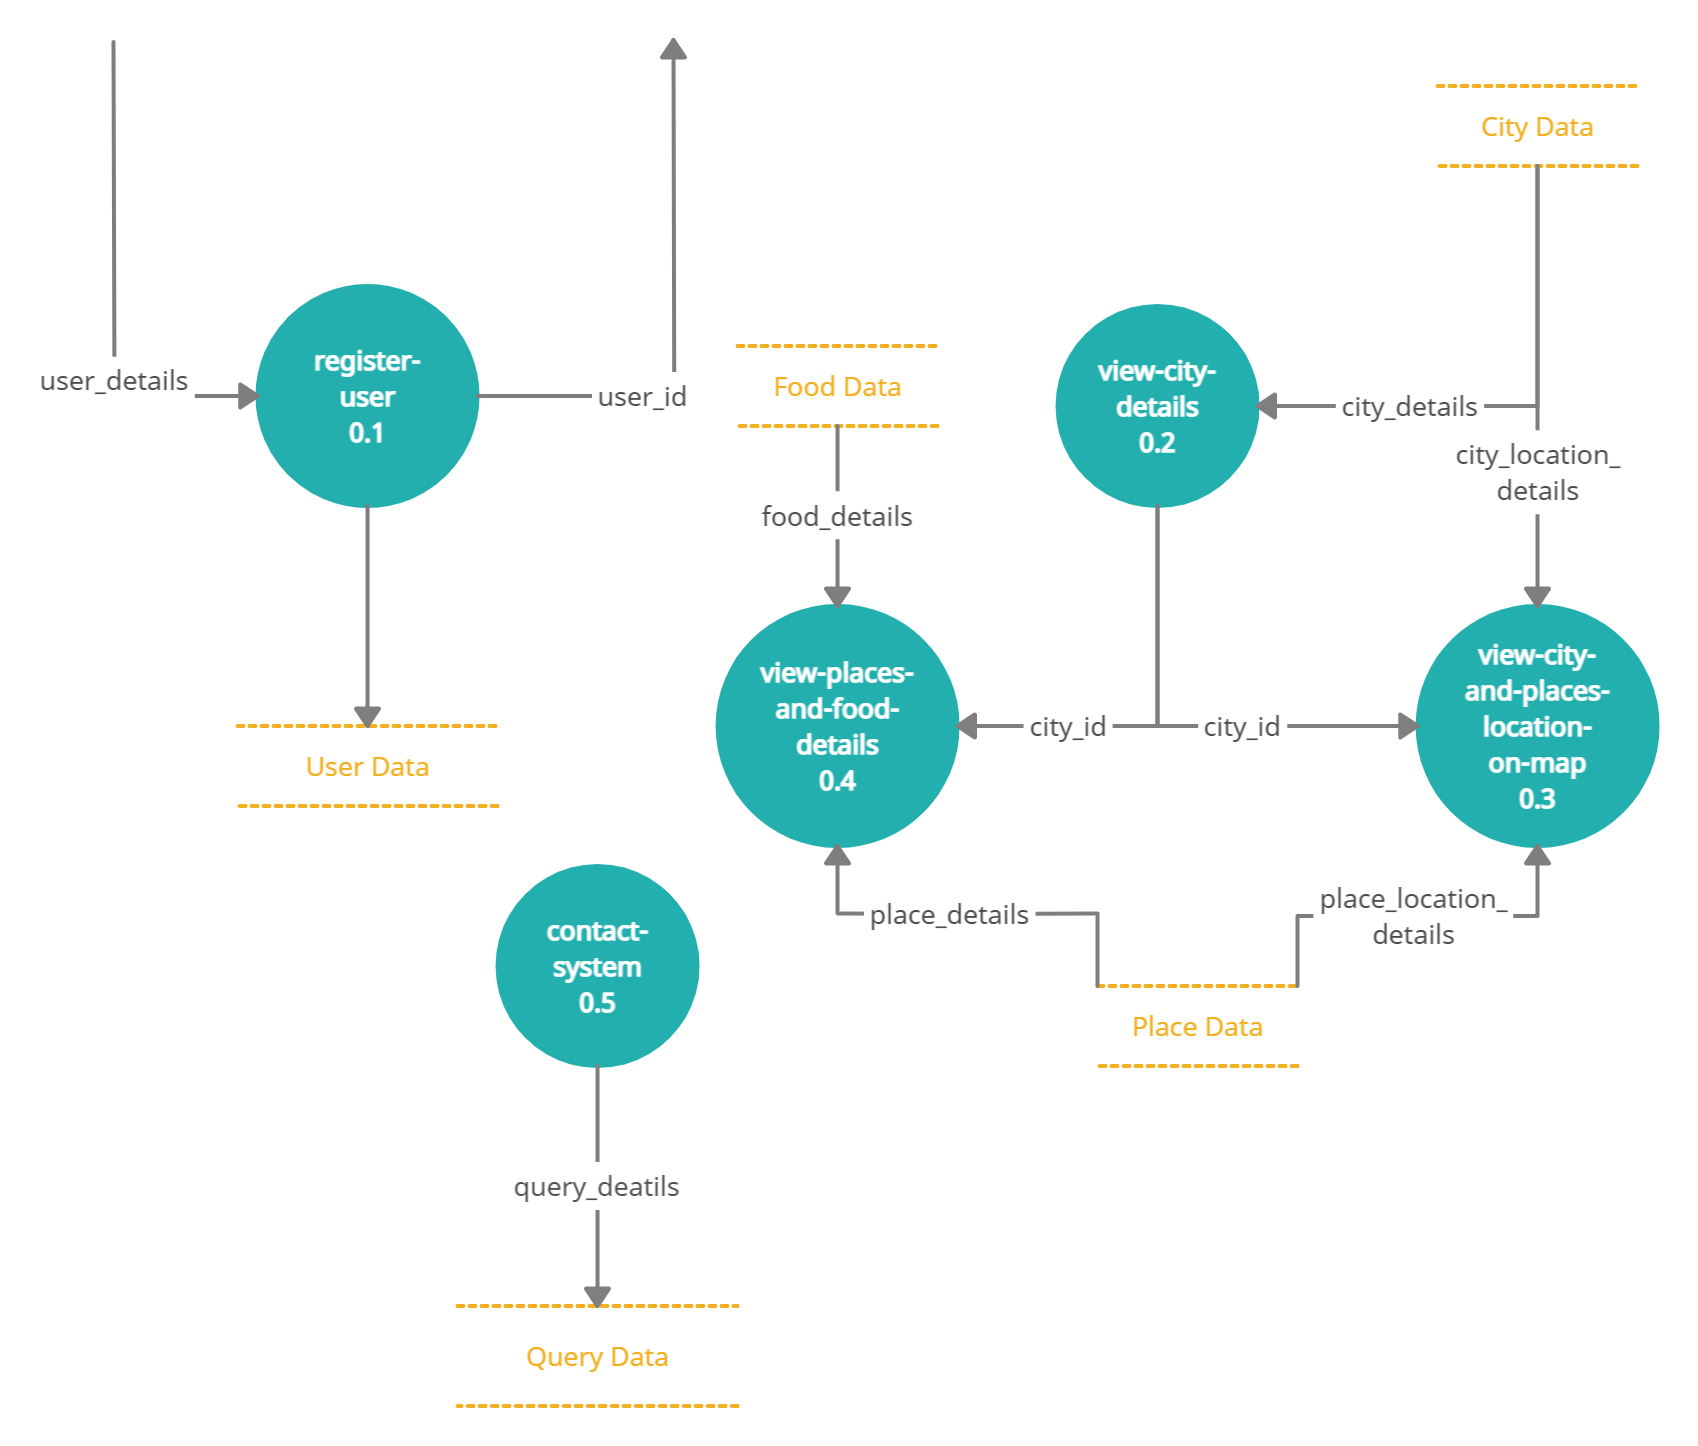 City Data
user_details
register-
user
0.1
user_id
Food Data
view-city-
details
0.2
city_details
city_location_
details
food_details
view-places-
and-food-
details
0.4
city_id
city_id
view-city-
and-places-
location-
on-map
0.3
User Data
contact-
system
0.5
place_details
place_location_
details
Place Data
query_deatils
Query Data